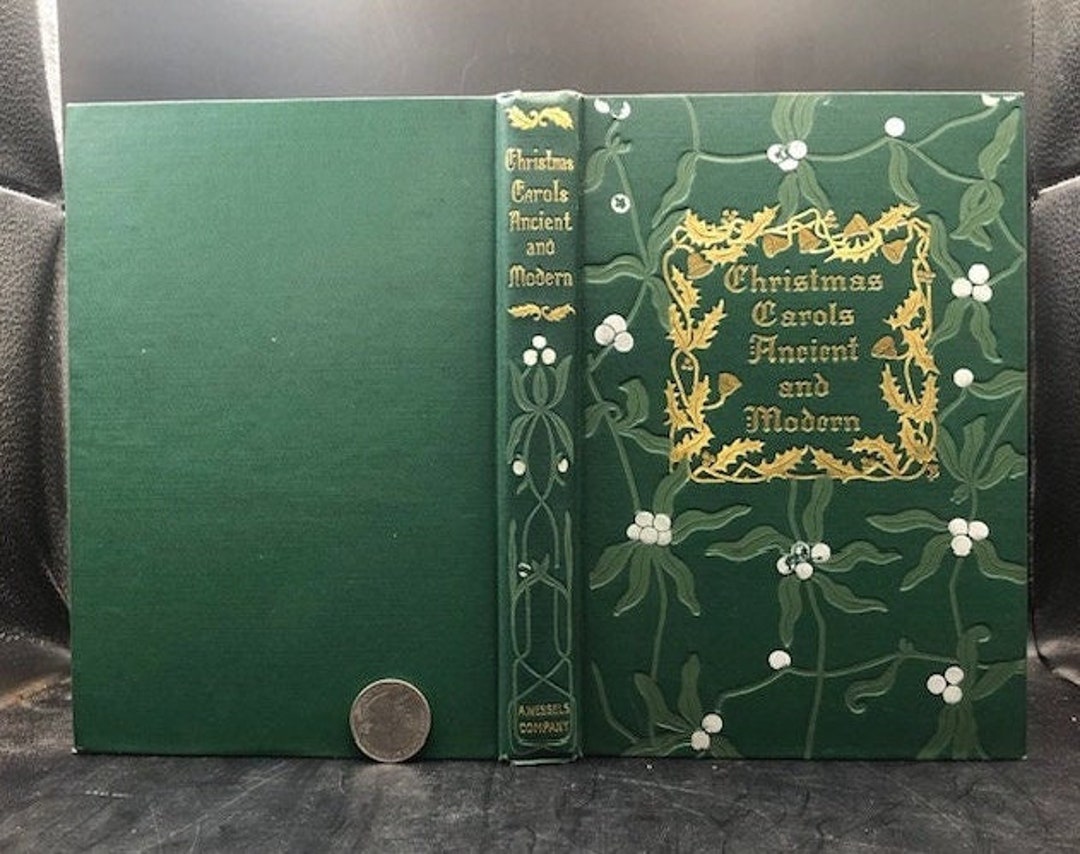 Christmas
Carols
Ancient
and
Modern
A.WESSELS
COMPANY
Christmas
Carols
Ancient
and
Modern